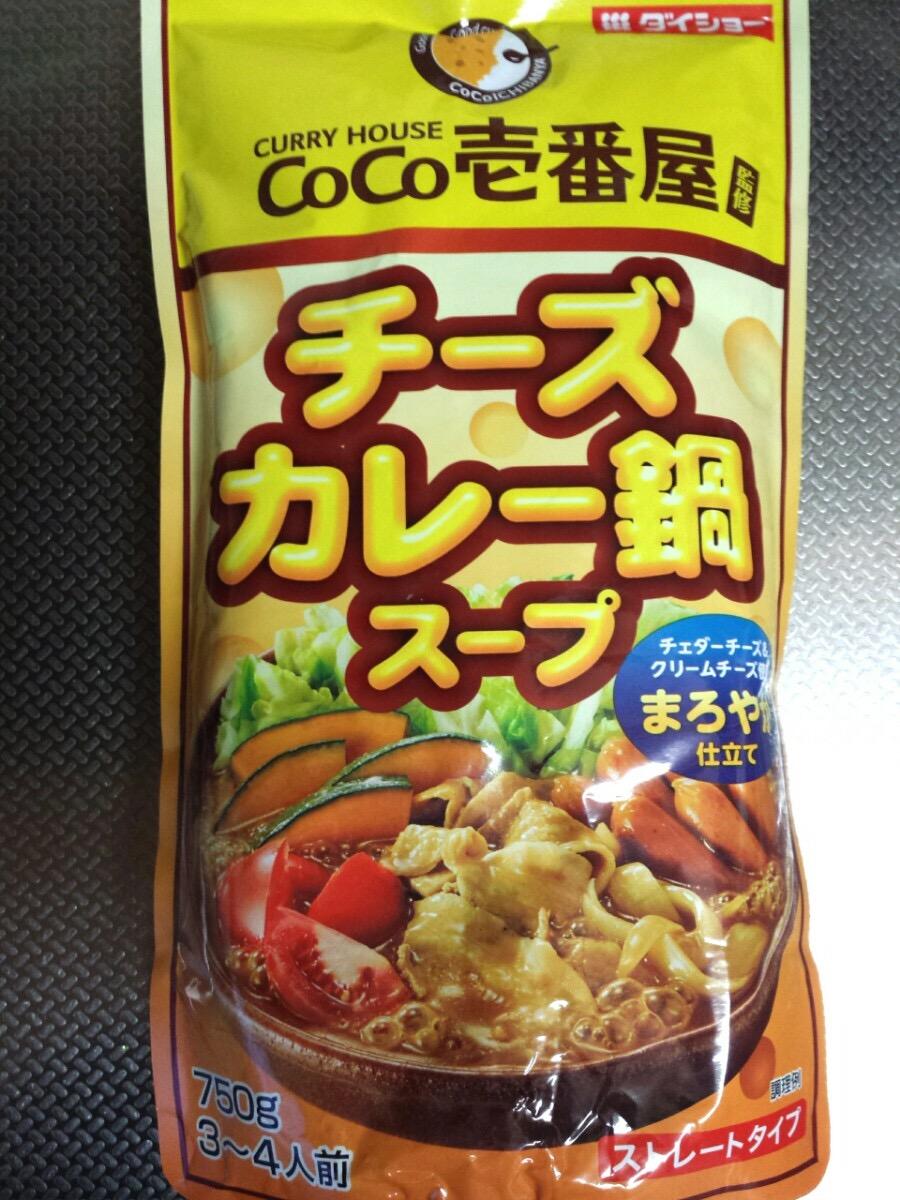 ダイショー
CoCoICHIBANYA
CURRY HOUSE
CoCo壱番屋
監修
チーズ
カレー鍋
スープ
チェダーチーズ&
クリームチーズ
まろやか
仕立て
750g
3〜4人前
調理例
ストレートタイプ